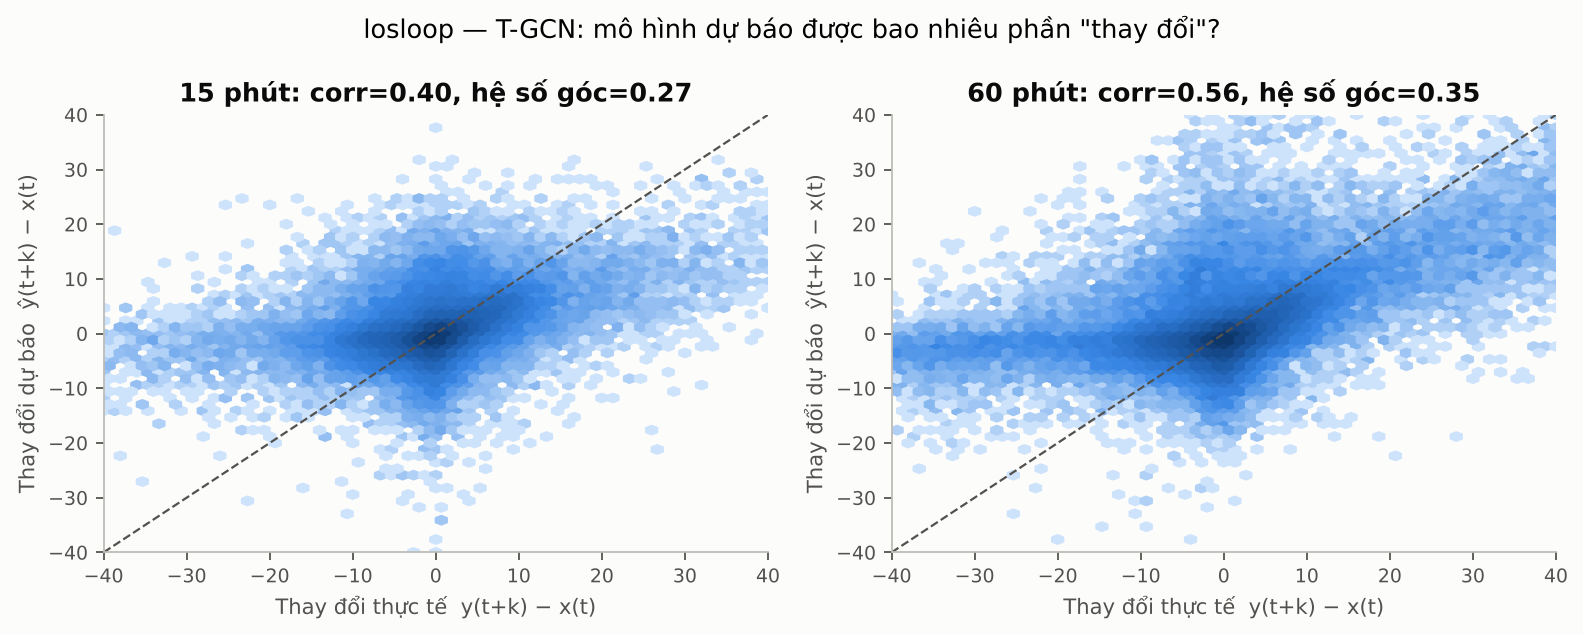 losloop — T-GCN: mô hình dự báo được bao nhiêu phần "thay đổi"?
15 phút: corr=0.40, hệ số góc=0.27
40
30
20
10
0
−10
−20
−30
−40
Thay đổi dự báo  ŷ(t+k) − x(t)
−40 −30 −20 −10 0 10 20 30 40
Thay đổi thực tế  y(t+k) − x(t)
60 phút: corr=0.56, hệ số góc=0.35
40
30
20
10
0
−10
−20
−30
−40
Thay đổi dự báo  ŷ(t+k) − x(t)
−40 −30 −20 −10 0 10 20 30 40
Thay đổi thực tế  y(t+k) − x(t)